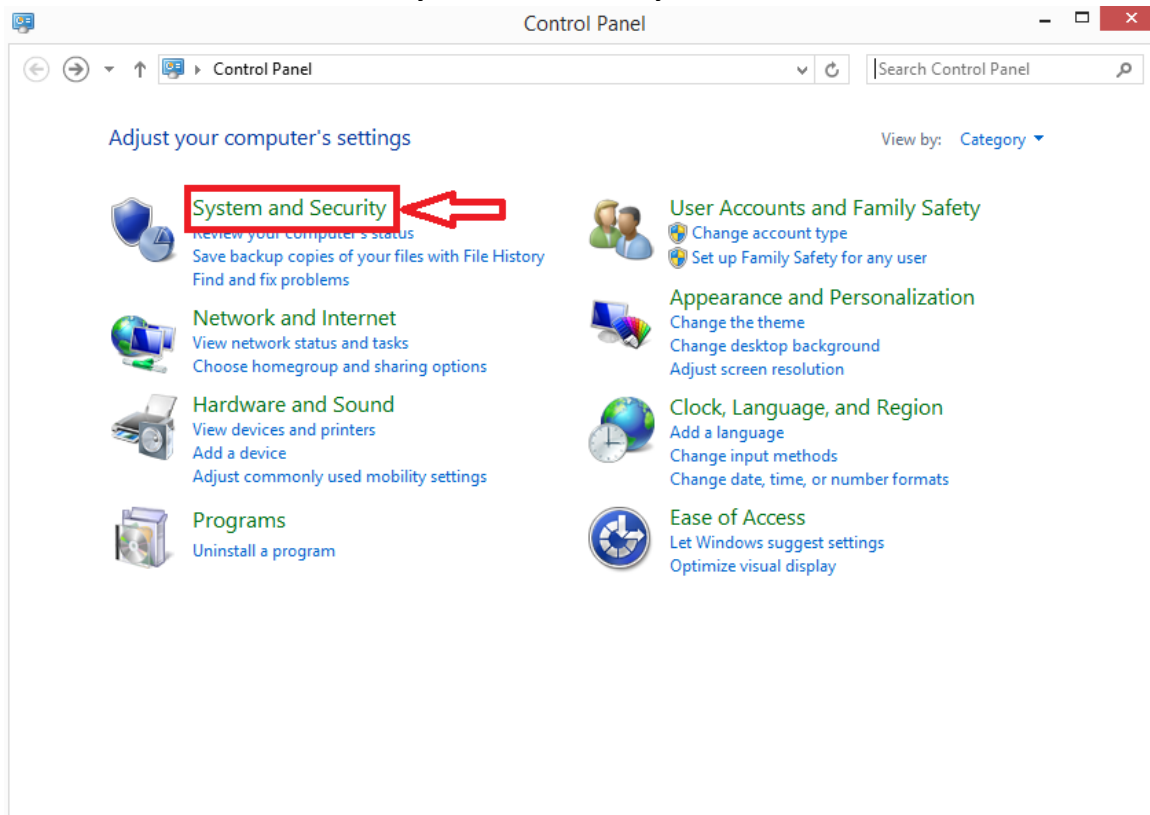 Control Panel
Control Panel
Search Control Panel
Adjust your computer's settings
View by: Category
System and Security
Review your computer's status
Save backup copies of your files with File History
Find and fix problems
Network and Internet
View network status and tasks
Choose homegroup and sharing options
Hardware and Sound
View devices and printers
Add a device
Adjust commonly used mobility settings
Programs
Uninstall a program
User Accounts and Family Safety
Change account type
Set up Family Safety for any user
Appearance and Personalization
Change the theme
Change desktop background
Adjust screen resolution
Clock, Language, and Region
Add a language
Change input methods
Change date, time, or number formats
Ease of Access
Let Windows suggest settings
Optimize visual display